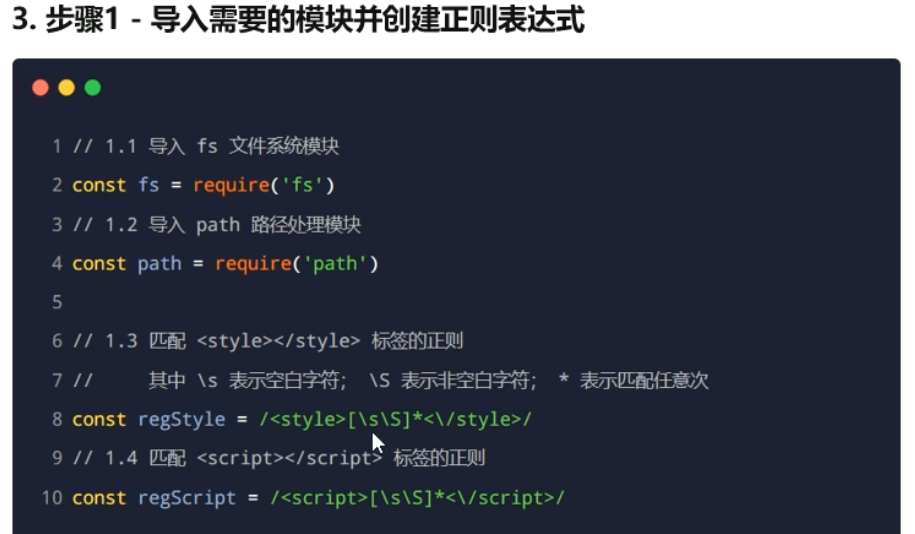 3. 步骤1 - 导入需要的模块并创建正则表达式
1 // 1.1 导入 fs 文件系统模块
2 const fs = require('fs')
3 // 1.2 导入 path 路径处理模块
4 const path = require('path')
5
6 // 1.3 匹配 <style></style> 标签的正则
7 //     其中 \s 表示空白字符； \S 表示非空白字符； * 表示匹配任意次
8 const regStyle = /<style>[\s\S]*<\/style>/
9 // 1.4 匹配 <script></script> 标签的正则
10 const regScript = /<script>[\s\S]*<\/script>/